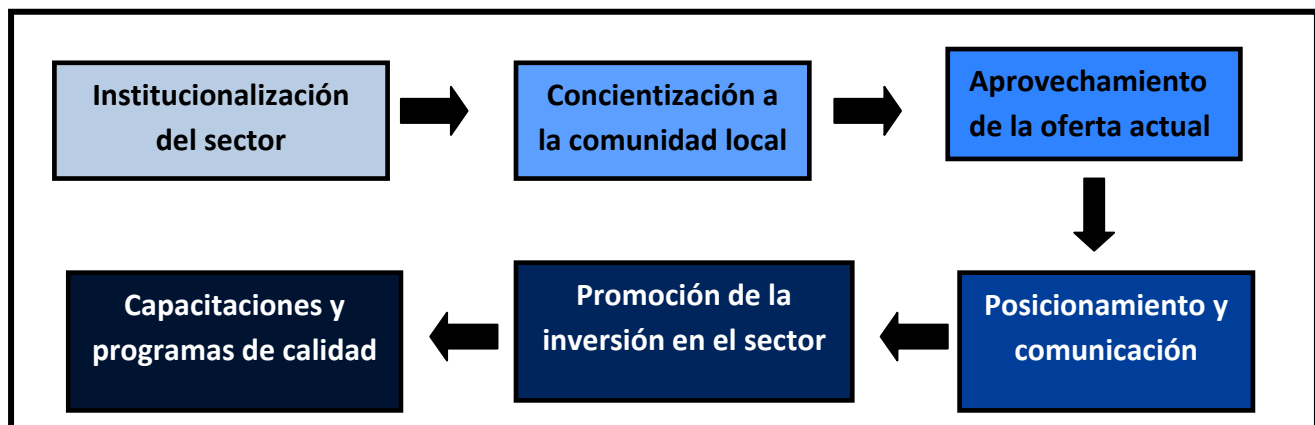 Institucionalización
del sector
Concientización a
la comunidad local
Aprovechamiento
de la oferta actual
Posicionamiento y
comunicación
Promoción de la
inversión en el sector
Capacitaciones y
programas de calidad